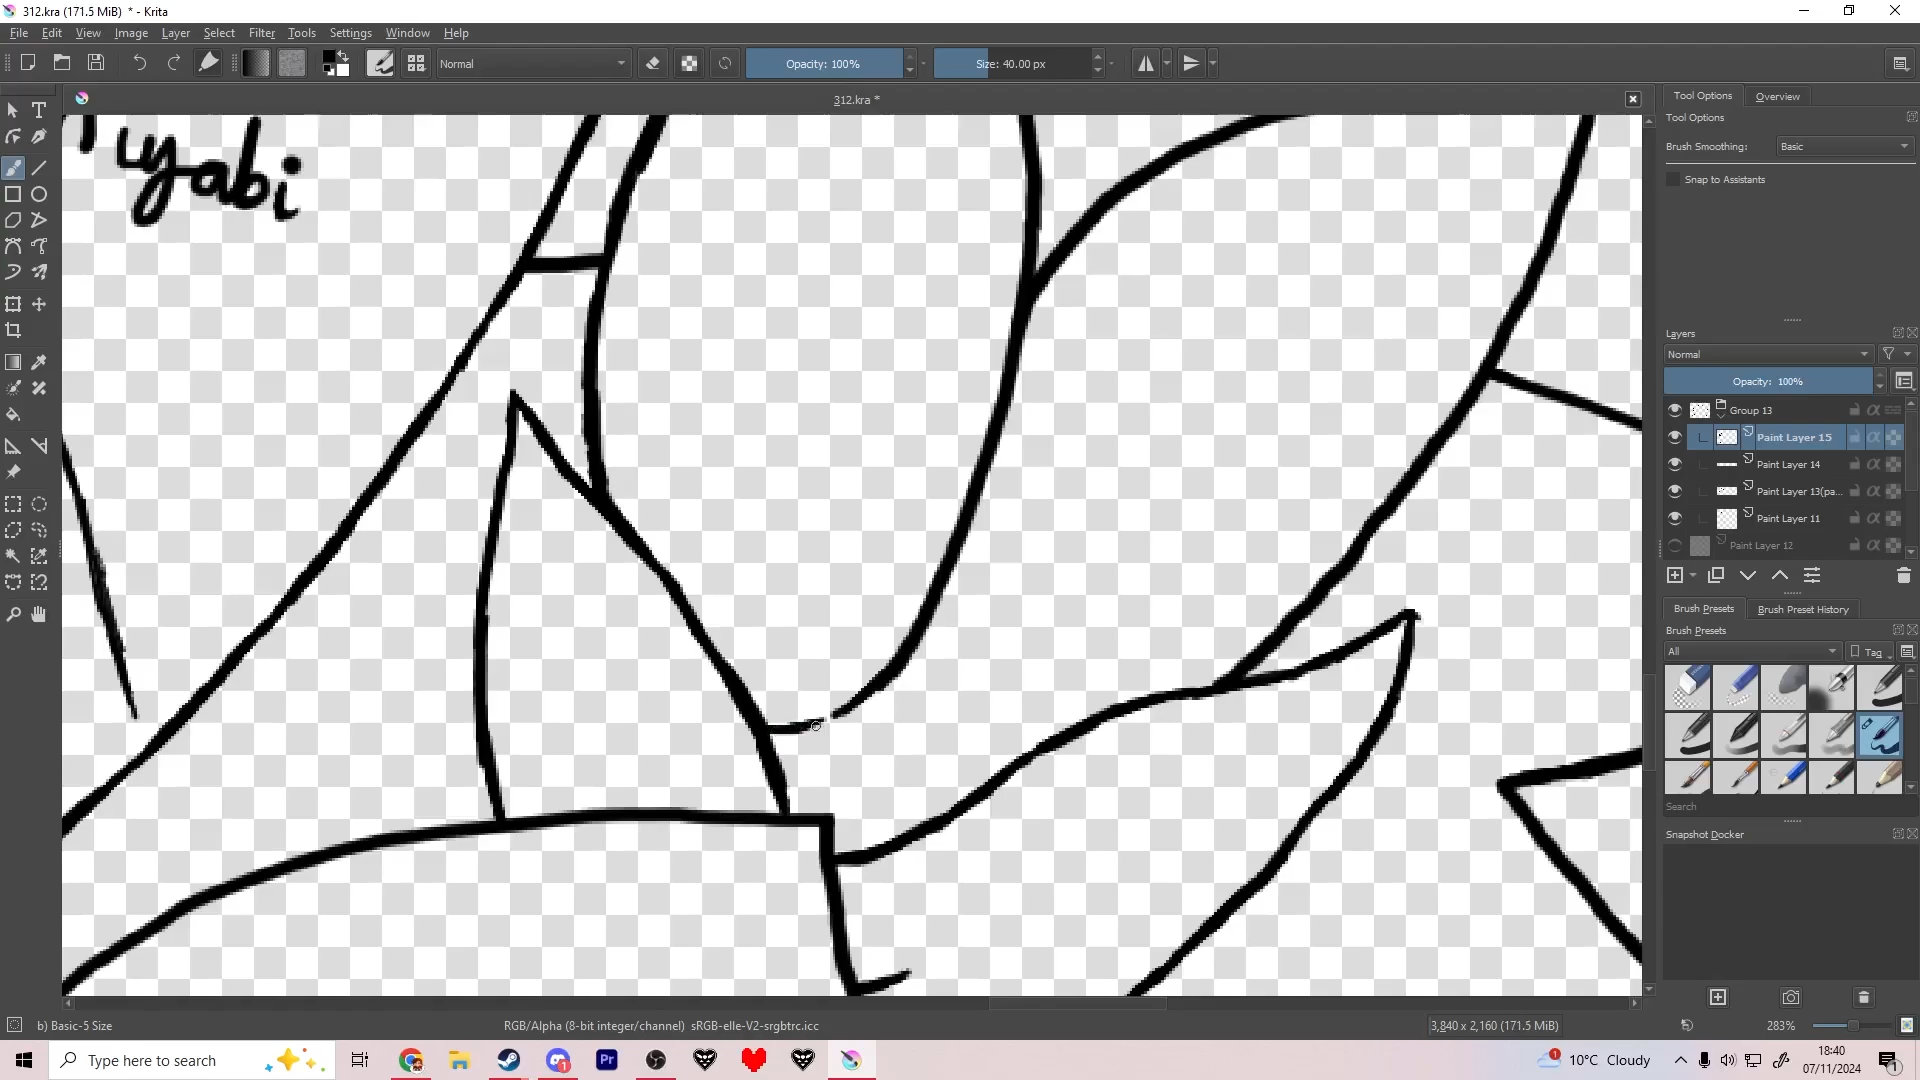 312.kra (171.5 MiB) * - Krita
File Edit View Image Layer Select Filter Tools Settings Window Help
Normal Opacity: 100% Size: 40.00 px
312.kra *
Tool Options Overview
Tool Options
Brush Smoothing: Basic
Snap to Assistants
Layers
Normal
Opacity: 100%
Group 13
Paint Layer 15
Paint Layer 14
Paint Layer 13(pa...
Paint Layer 11
Paint Layer 12
Brush Presets Brush Preset History
Brush Presets
All Tag
Search
Snapshot Docker
b) Basic-5 Size
RGB/Alpha (8-bit integer/channel) sRGB-elle-V2-srgbtrc.icc
3,840 x 2,160 (171.5 MiB)
283%
Type here to search
10°C Cloudy
18:40
07/11/2024